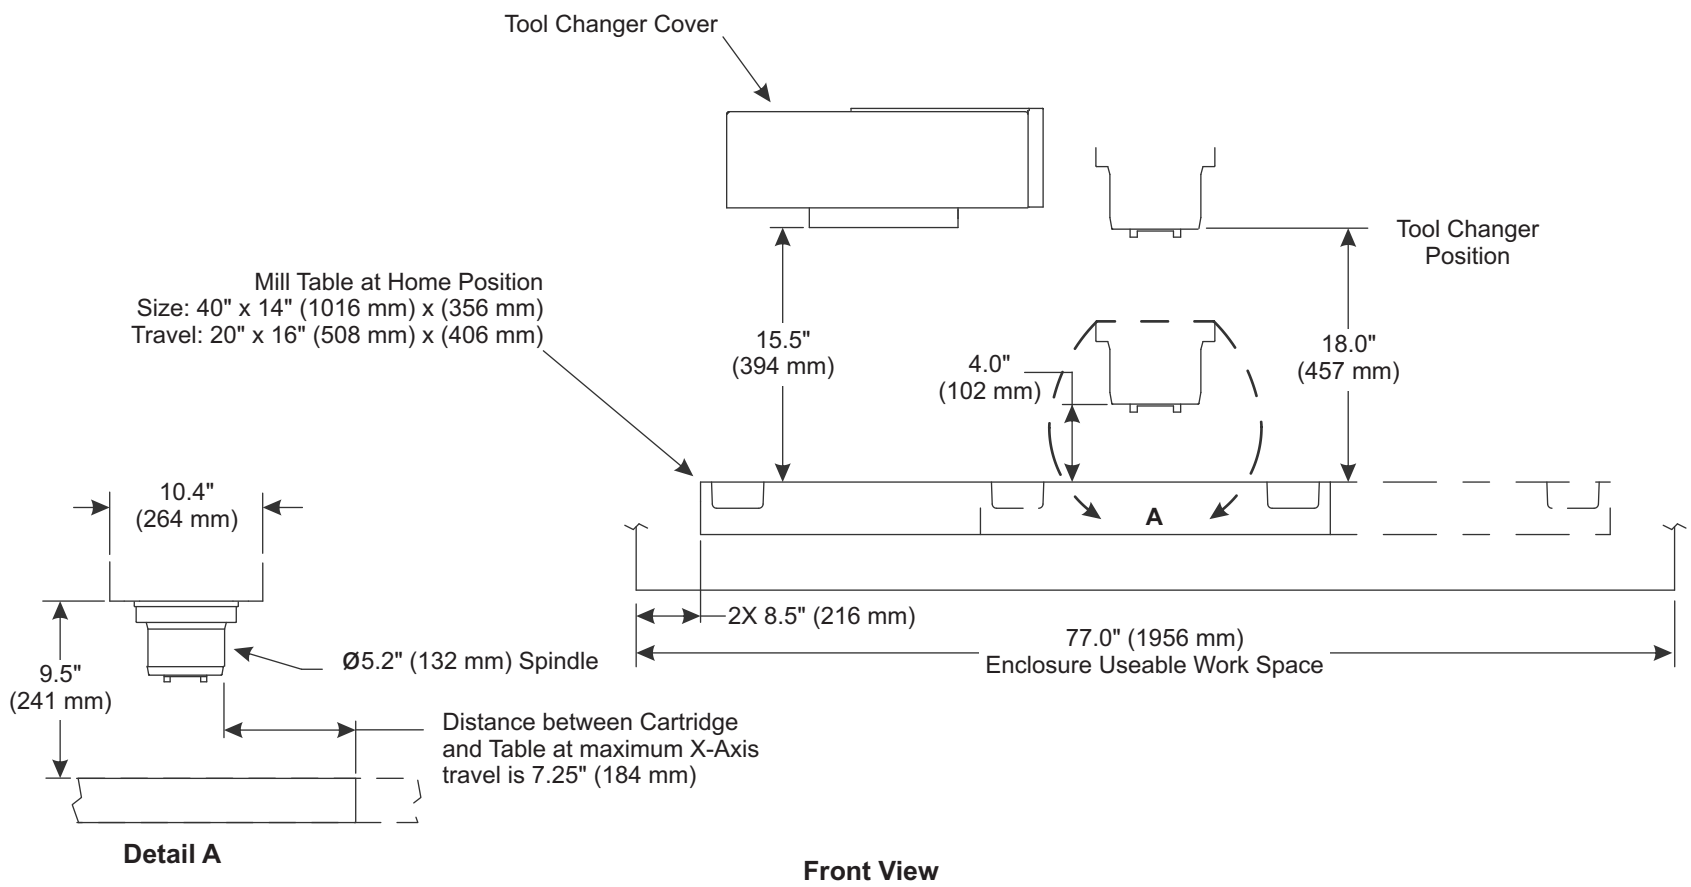 Tool Changer Cover
Tool Changer
Position
Mill Table at Home Position
Size: 40" x 14" (1016 mm) x (356 mm)
Travel: 20" x 16" (508 mm) x (406 mm)
15.5"
(394 mm)
4.0"
(102 mm)
18.0"
(457 mm)
10.4"
(264 mm)
A
2X 8.5" (216 mm)
77.0" (1956 mm)
Enclosure Useable Work Space
Ø5.2" (132 mm) Spindle
9.5"
(241 mm)
Distance between Cartridge
and Table at maximum X-Axis
travel is 7.25" (184 mm)
Detail A
Front View